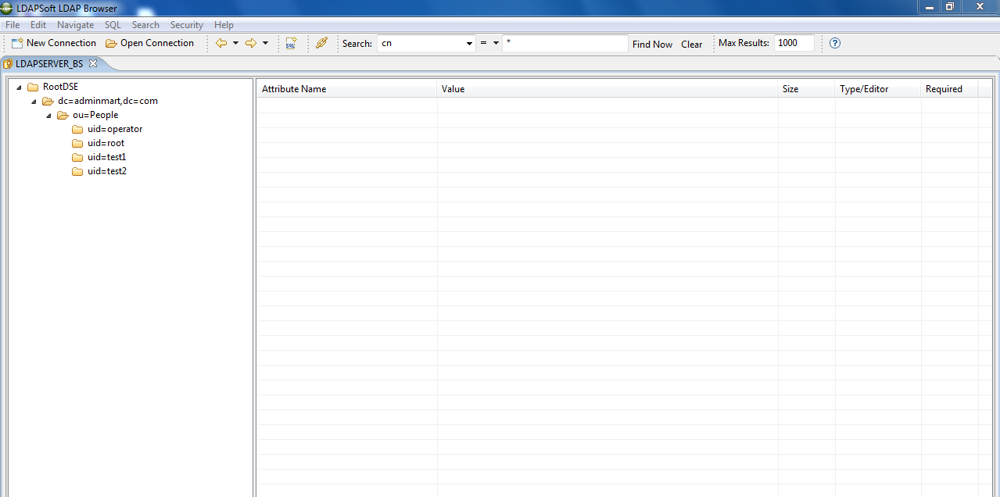 LDAPSoft LDAP Browser
File Edit Navigate SQL Search Security Help
New Connection Open Connection SQL Search: cn = * Find Now Clear Max Results: 1000 ?
LDAPSERVER_BS
Attribute Name Value Size Type/Editor Required
RootDSE
dc=adminmart,dc=com
ou=People
uid=operator
uid=root
uid=test1
uid=test2